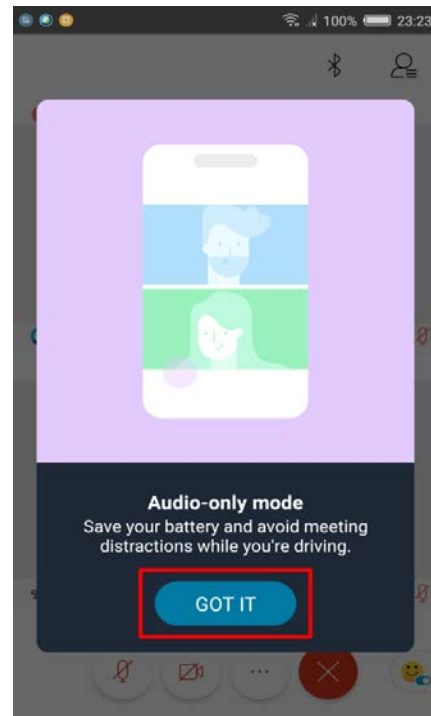 100% 23:23
Audio-only mode
Save your battery and avoid meeting
distractions while you're driving.
GOT IT